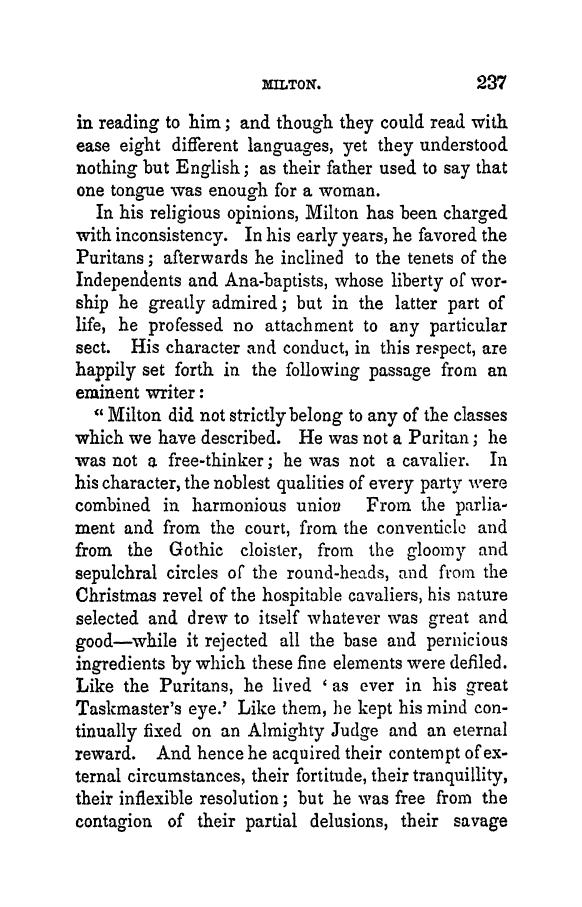 MILTON. 237
in reading to him; and though they could read with
ease eight different languages, yet they understood
nothing but English; as their father used to say that
one tongue was enough for a woman.
In his religious opinions, Milton has been charged
with inconsistency. In his early years, he favored the
Puritans; afterwards he inclined to the tenets of the
Independents and Ana-baptists, whose liberty of wor-
ship he greatly admired; but in the latter part of
life, he professed no attachment to any particular
sect. His character and conduct, in this respect, are
happily set forth in the following passage from an
eminent writer:
“Milton did not strictly belong to any of the classes
which we have described. He was not a Puritan; he
was not a free-thinker; he was not a cavalier. In
his character, the noblest qualities of every party were
combined in harmonious union From the parlia-
ment and from the court, from the conventicle and
from the Gothic cloister, from the gloomy and
sepulchral circles of the round-heads, and from the
Christmas revel of the hospitable cavaliers, his nature
selected and drew to itself whatever was great and
good—while it rejected all the base and pernicious
ingredients by which these fine elements were defiled.
Like the Puritans, he lived ‘as ever in his great
Taskmaster's eye.’ Like them, he kept his mind con-
tinually fixed on an Almighty Judge and an eternal
reward. And hence he acquired their contempt of ex-
ternal circumstances, their fortitude, their tranquillity,
their inflexible resolution; but he was free from the
contagion of their partial delusions, their savage